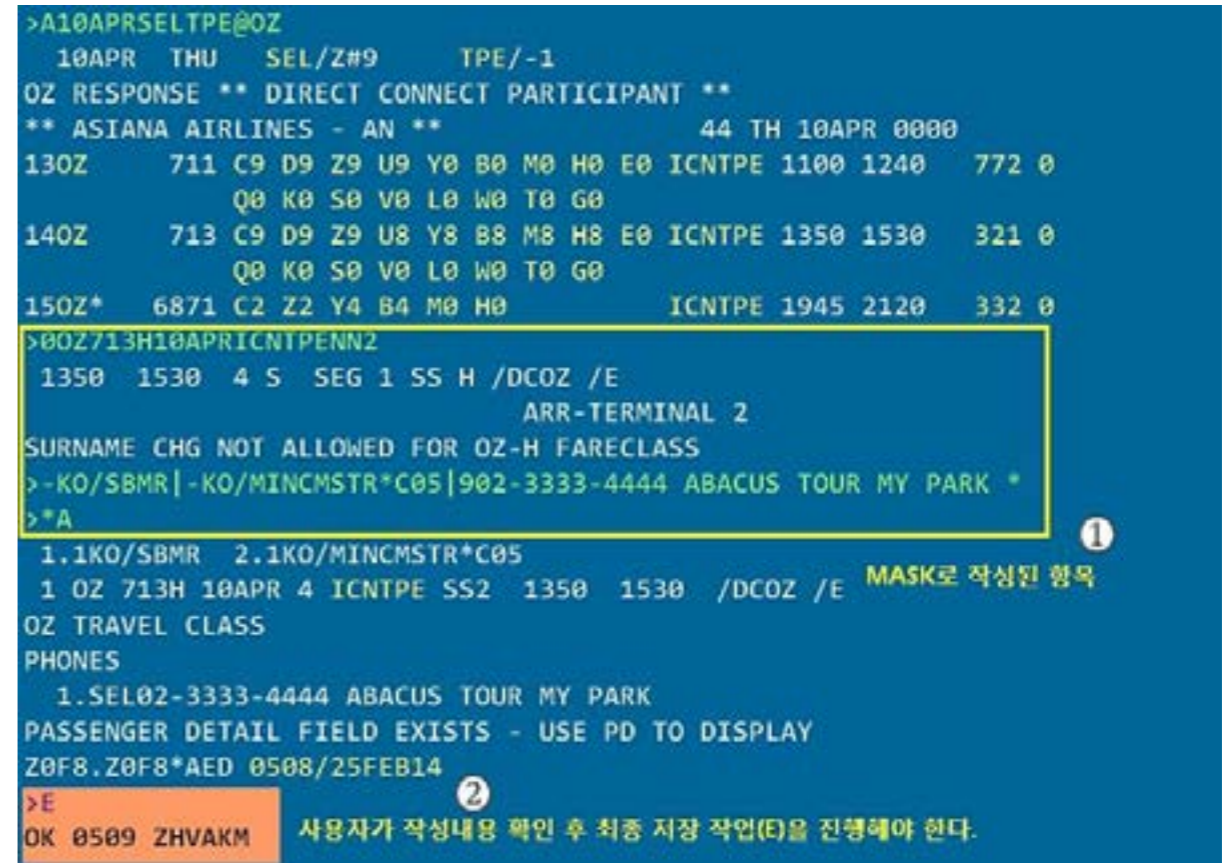 >A10APRSELTPE@OZ
10APR THU SEL/Z#9 TPE/-1
OZ RESPONSE ** DIRECT CONNECT PARTICIPANT **
** ASIANA AIRLINES - AN ** 44 TH 10APR 0000
13OZ 711 C9 D9 Z9 U9 Y0 B0 M0 H0 E0 ICNTPE 1100 1240 772 0
Q0 K0 S0 V0 L0 W0 T0 G0
14OZ 713 C9 D9 Z9 U8 Y8 B8 M8 H8 E0 ICNTPE 1350 1530 321 0
Q0 K0 S0 V0 L0 W0 T0 G0
15OZ* 6871 C2 Z2 Y4 B4 M0 H0 ICNTPE 1945 2120 332 0
>0OZ713H10APRICNTPENN2
1350 1530 4 S SEG 1 SS H /DCOZ /E
ARR-TERMINAL 2
SURNAME CHG NOT ALLOWED FOR OZ-H FARECLASS
>-KO/SBMR|-KO/MINCMSTR*C05|902-3333-4444 ABACUS TOUR MY PARK *
>*A
①
1.1KO/SBMR 2.1KO/MINCMSTR*C05
MASK로 작성된 항목
1 OZ 713H 10APR 4 ICNTPE SS2 1350 1530 /DCOZ /E
OZ TRAVEL CLASS
PHONES
1.SEL02-3333-4444 ABACUS TOUR MY PARK
PASSENGER DETAIL FIELD EXISTS - USE PD TO DISPLAY
Z0F8.Z0F8*AED 0508/25FEB14
>E
②
OK 0509 ZHVAKM
사용자가 작성내용 확인 후 최종 저장 작업(E)을 진행해야 한다.